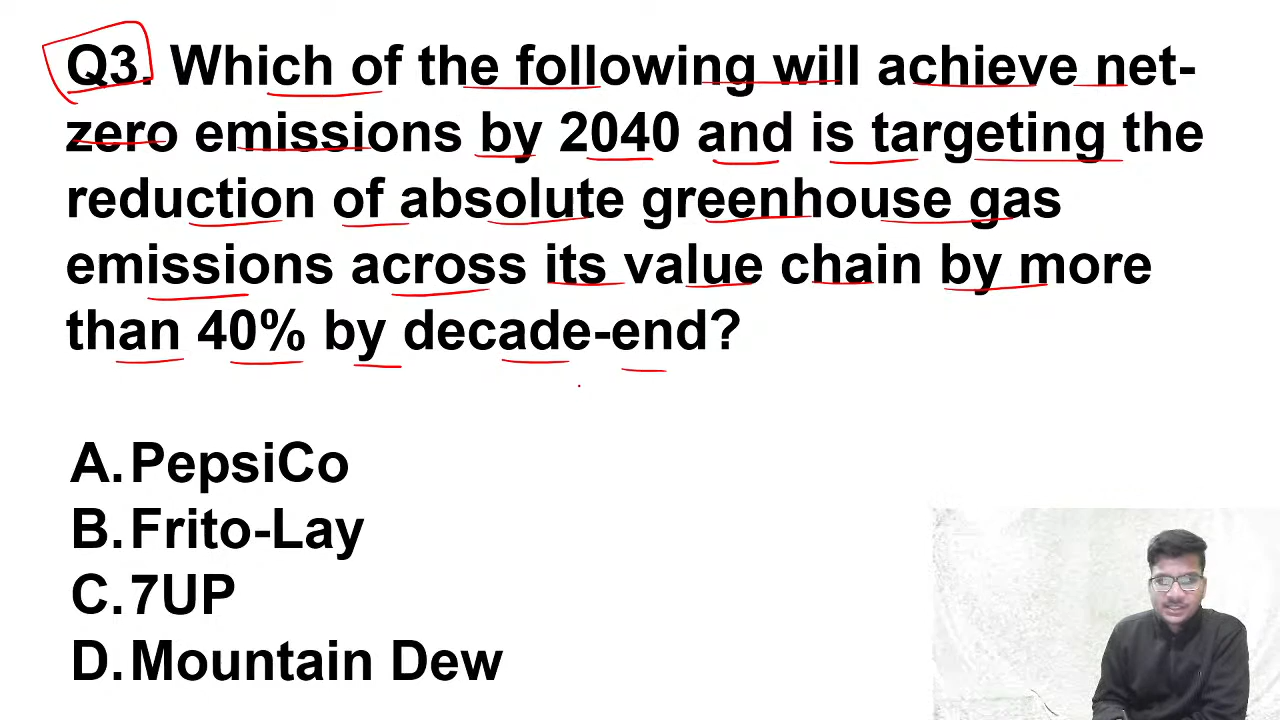 Q3. Which of the following will achieve net-
zero emissions by 2040 and is targeting the
reduction of absolute greenhouse gas
emissions across its value chain by more
than 40% by decade-end?
A. PepsiCo
B. Frito-Lay
C. 7UP
D. Mountain Dew